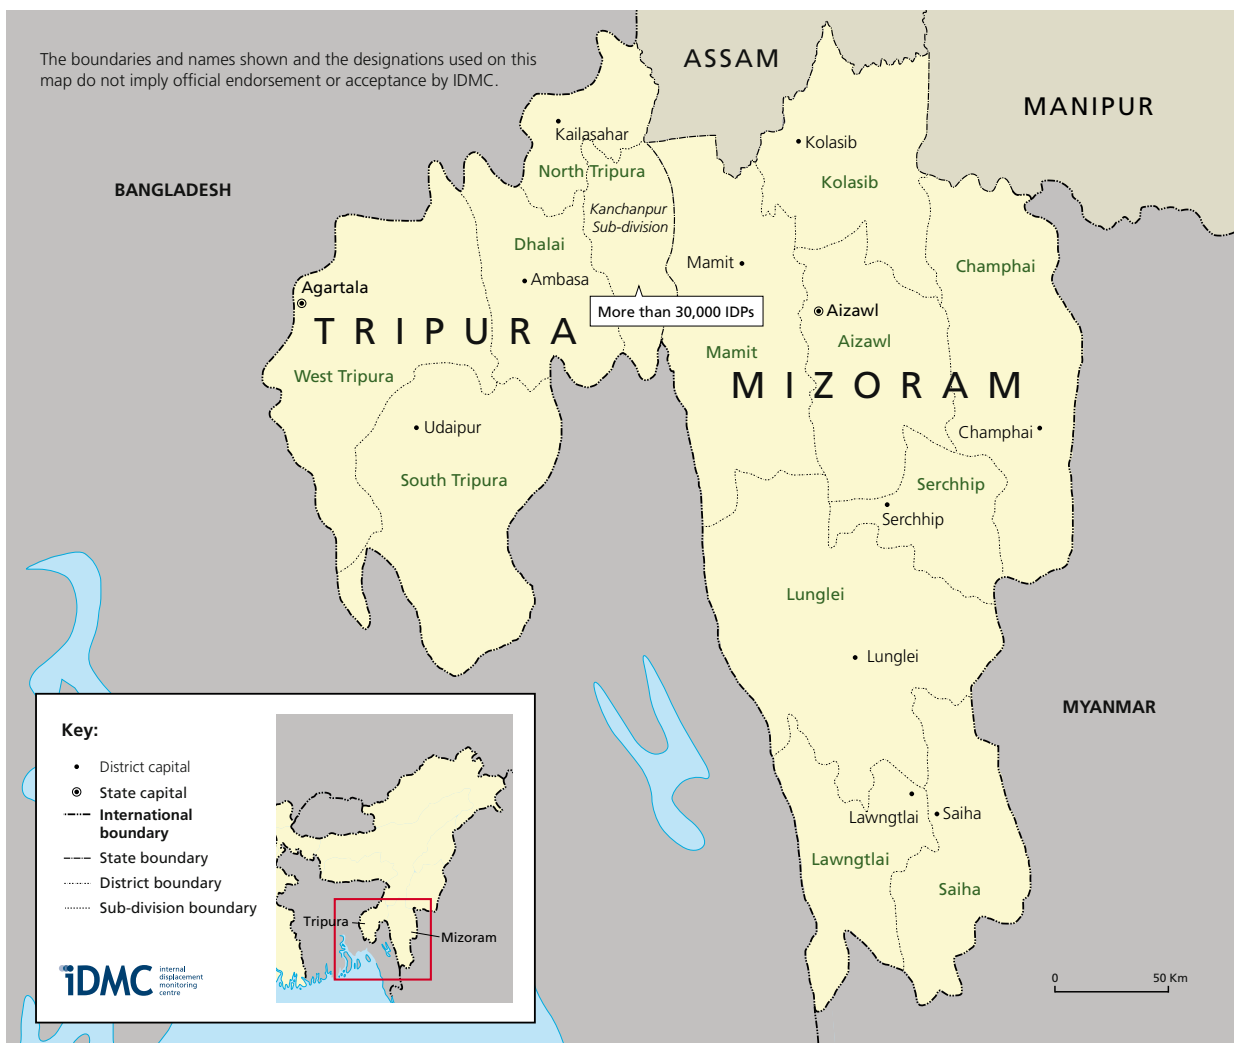 The boundaries and names shown and the designations used on this
map do not imply official endorsement or acceptance by IDMC.
ASSAM
MANIPUR
BANGLADESH
Kailasahar
Kolasib
North Tripura
Kolasib
Kanchanpur
Sub-division
Dhalai
Mamit
Champhai
Ambasa
Agartala
More than 30,000 IDPs
Aizawl
TRIPURA
Aizawl
Mamit
West Tripura
MIZORAM
Udaipur
Champhai
South Tripura
Serchhip
Serchhip
Lunglei
Lunglei
MYANMAR
Lawngtlai
Saiha
Lawngtlai
Saiha
Key:
District capital
State capital
International
boundary
State boundary
District boundary
Sub-division boundary
Tripura
Mizoram
iDMC
internal
displacement
monitoring
centre
0
50 Km